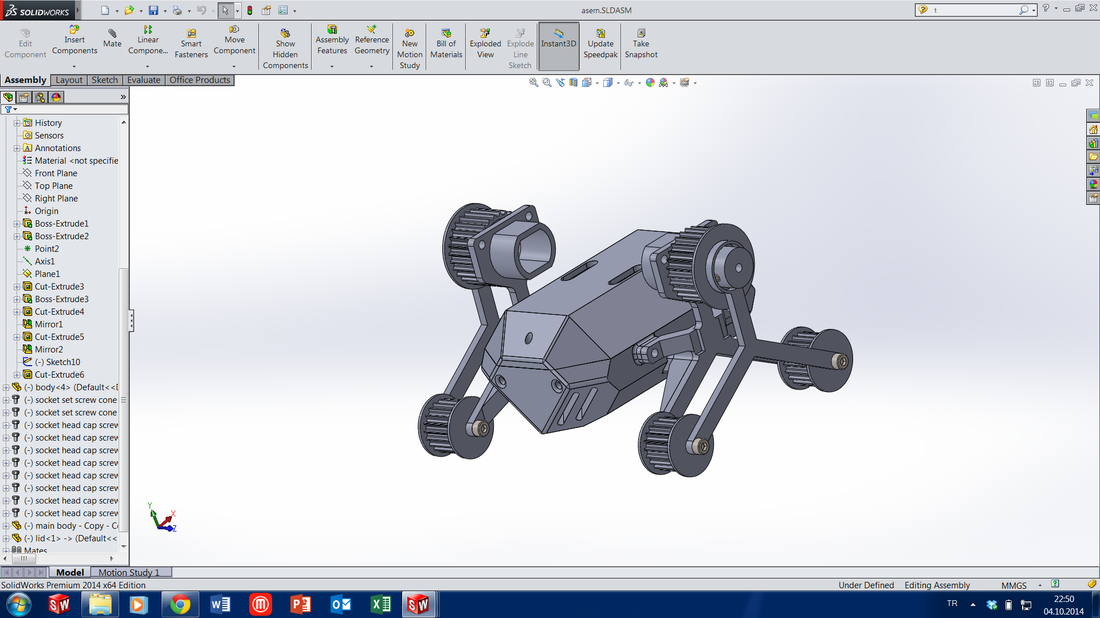 SOLIDWORKS
asem.SLDASM
t
Edit Component
Insert Components
Mate
Linear Compone...
Smart Fasteners
Move Component
Show Hidden Components
Assembly Features
Reference Geometry
New Motion Study
Bill of Materials
Exploded View
Explode Line Sketch
Instant3D
Update Speedpak
Take Snapshot
Assembly
Layout
Sketch
Evaluate
Office Products
History
Sensors
Annotations
Material <not specifie
Front Plane
Top Plane
Right Plane
Origin
Boss-Extrude1
Boss-Extrude2
Point2
Axis1
Plane1
Cut-Extrude3
Boss-Extrude3
Cut-Extrude4
Mirror1
Cut-Extrude5
Mirror2
(-) Sketch10
Cut-Extrude6
(-) body<4> (Default<<D
(-) socket set screw cone
(-) socket set screw cone
(-) socket head cap screw
(-) socket head cap screw
(-) socket head cap screw
(-) socket head cap screw
(-) socket head cap screw
(-) socket head cap screw
(-) socket head cap screw
(-) socket head cap screw
(-) main body - Copy - C
(-) lid<1> -> (Default<<
Mates
Y
X
Z
Model
Motion Study 1
SolidWorks Premium 2014 x64 Edition
Under Defined
Editing Assembly
MMGS
TR
22:50
04.10.2014